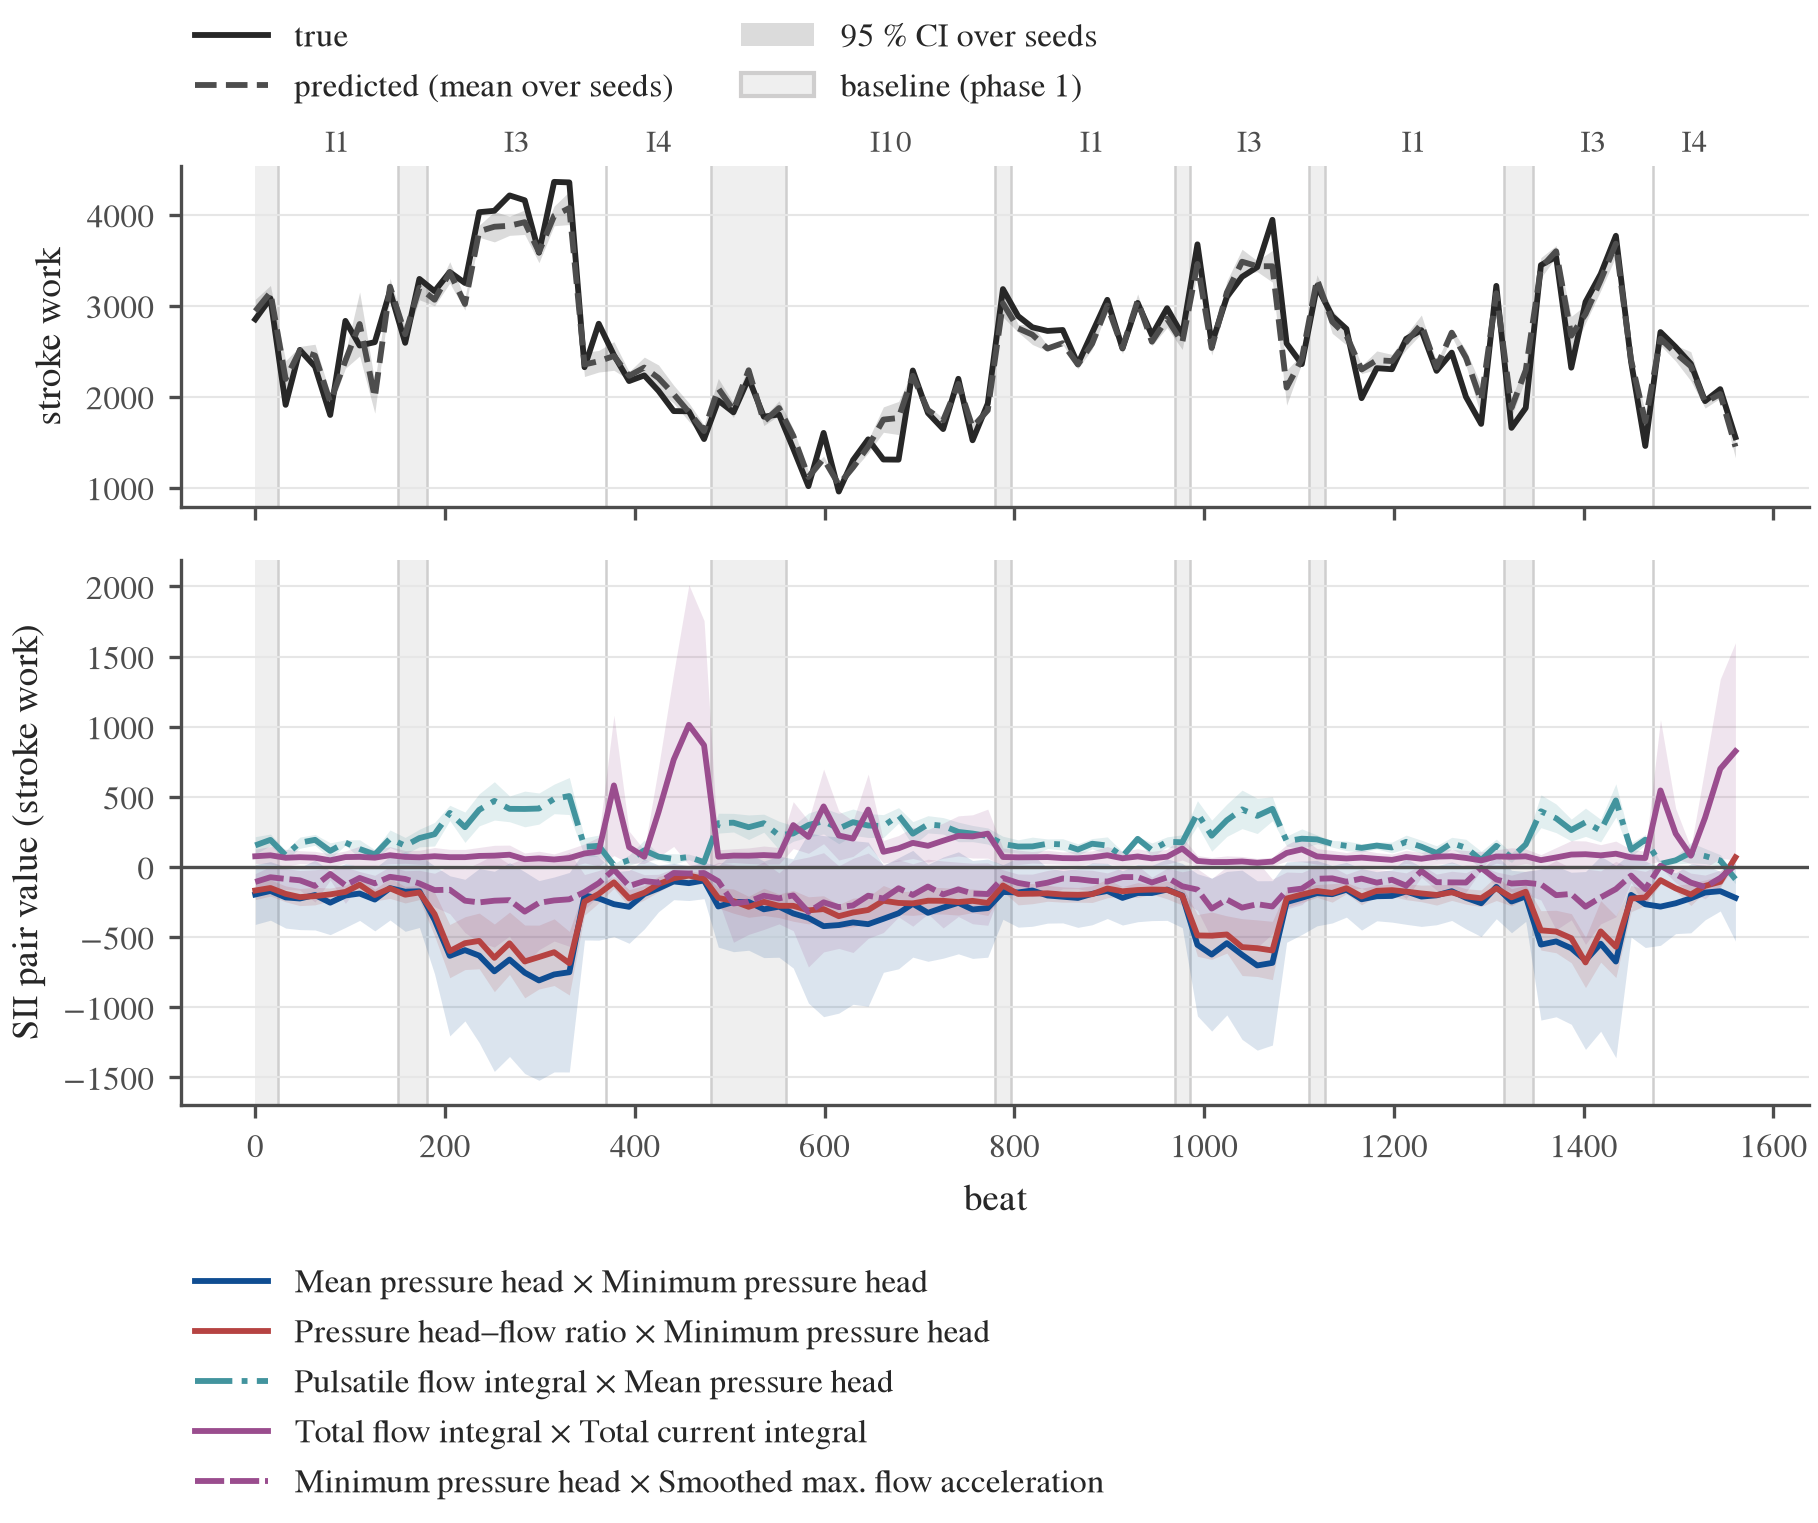 true
predicted (mean over seeds)
95 % CI over seeds
baseline (phase 1)
I1 I3 I4 I10 I1 I3 I1 I3 I4
4000
3000
2000
1000
stroke work
2000
1500
1000
500
0
−500
−1000
−1500
SII pair value (stroke work)
0 200 400 600 800 1000 1200 1400 1600
beat
Mean pressure head × Minimum pressure head
Pressure head–flow ratio × Minimum pressure head
Pulsatile flow integral × Mean pressure head
Total flow integral × Total current integral
Minimum pressure head × Smoothed max. flow acceleration